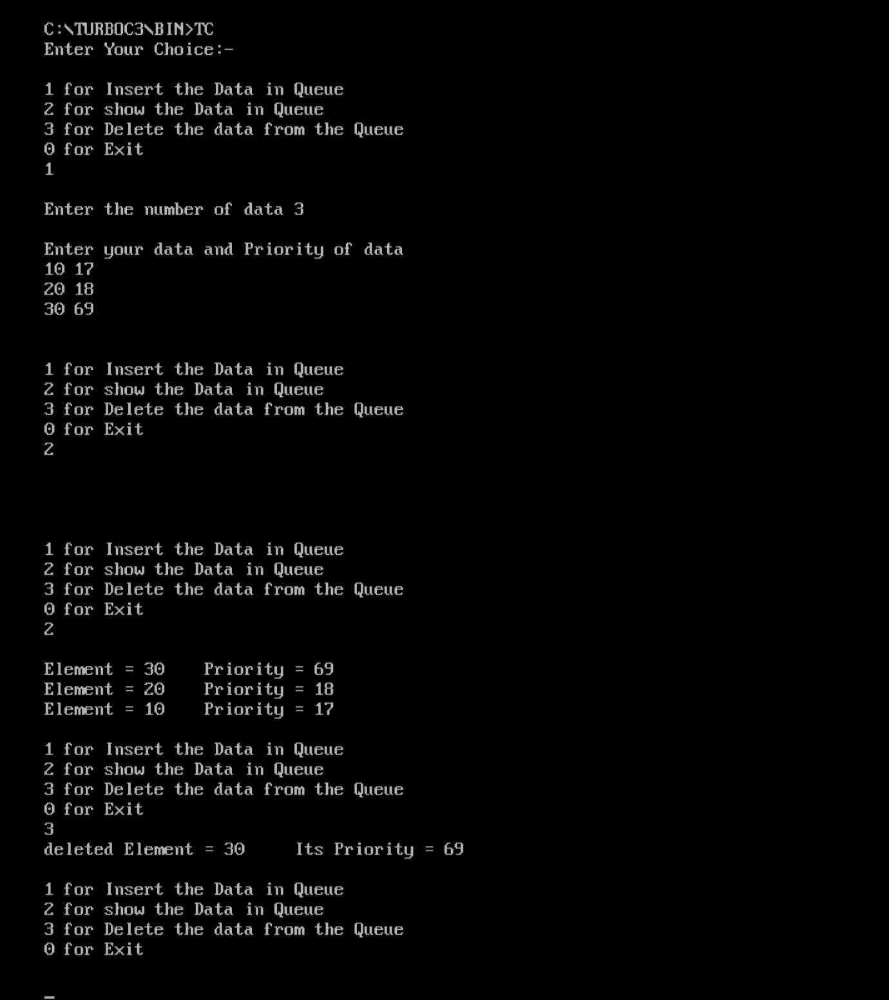 C:\TURBOC3\BIN>TC
Enter Your Choice:-
1 for Insert the Data in Queue
2 for show the Data in Queue
3 for Delete the data from the Queue
0 for Exit
1
Enter the number of data 3
Enter your data and Priority of data
10 17
20 18
30 69
1 for Insert the Data in Queue
2 for show the Data in Queue
3 for Delete the data from the Queue
0 for Exit
2
1 for Insert the Data in Queue
2 for show the Data in Queue
3 for Delete the data from the Queue
0 for Exit
2
Element = 30    Priority = 69
Element = 20    Priority = 18
Element = 10    Priority = 17
1 for Insert the Data in Queue
2 for show the Data in Queue
3 for Delete the data from the Queue
0 for Exit
3
deleted Element = 30     Its Priority = 69
1 for Insert the Data in Queue
2 for show the Data in Queue
3 for Delete the data from the Queue
0 for Exit